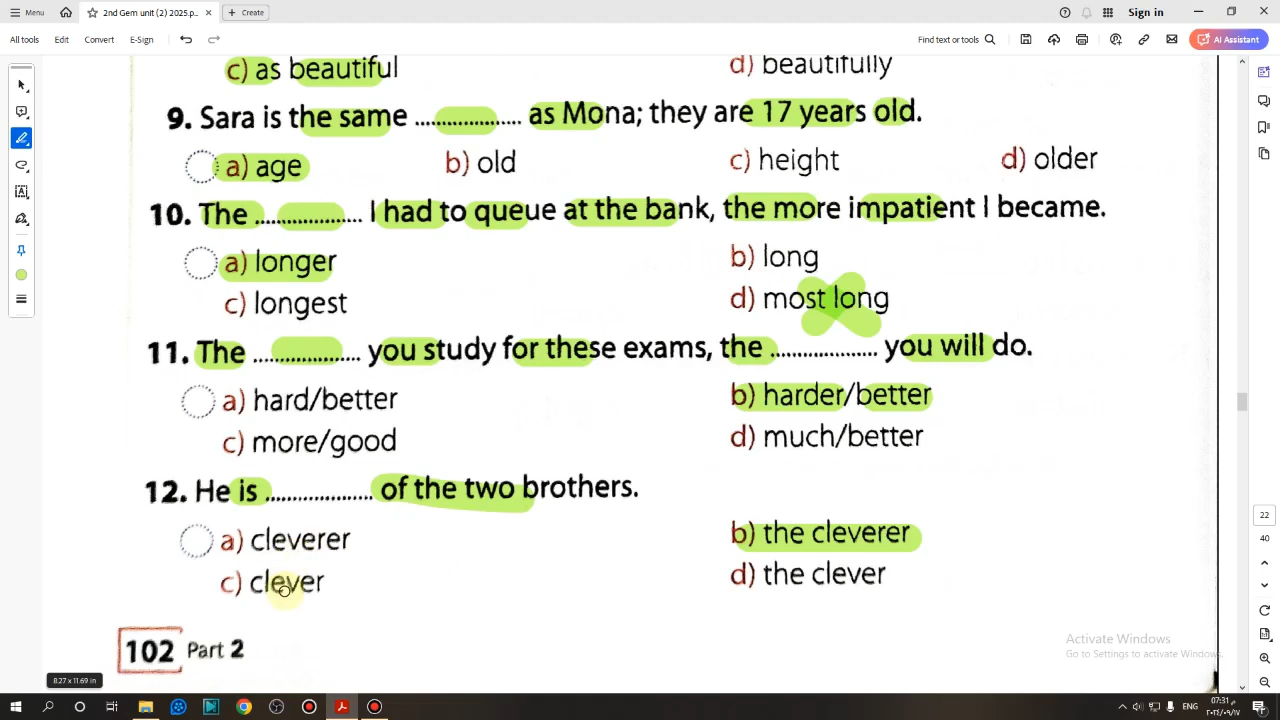 Menu
2nd Gem unit (2) 2025.p...
Create
Sign in
All tools
Edit
Convert
E-Sign
Find text or tools
AI Assistant
c) as beautiful
d) beautifully
9. Sara is the same .................... as Mona; they are 17 years old.
a) age
b) old
c) height
d) older
10. The .................... I had to queue at the bank, the more impatient I became.
a) longer
b) long
c) longest
d) most long
11. The .................... you study for these exams, the .................... you will do.
a) hard/better
b) harder/better
c) more/good
d) much/better
12. He is .................... of the two brothers.
a) cleverer
b) the cleverer
c) clever
d) the clever
102 Part 2
22
40
Activate Windows
Go to Settings to activate Windows.
8.27 x 11.69 in
ENG